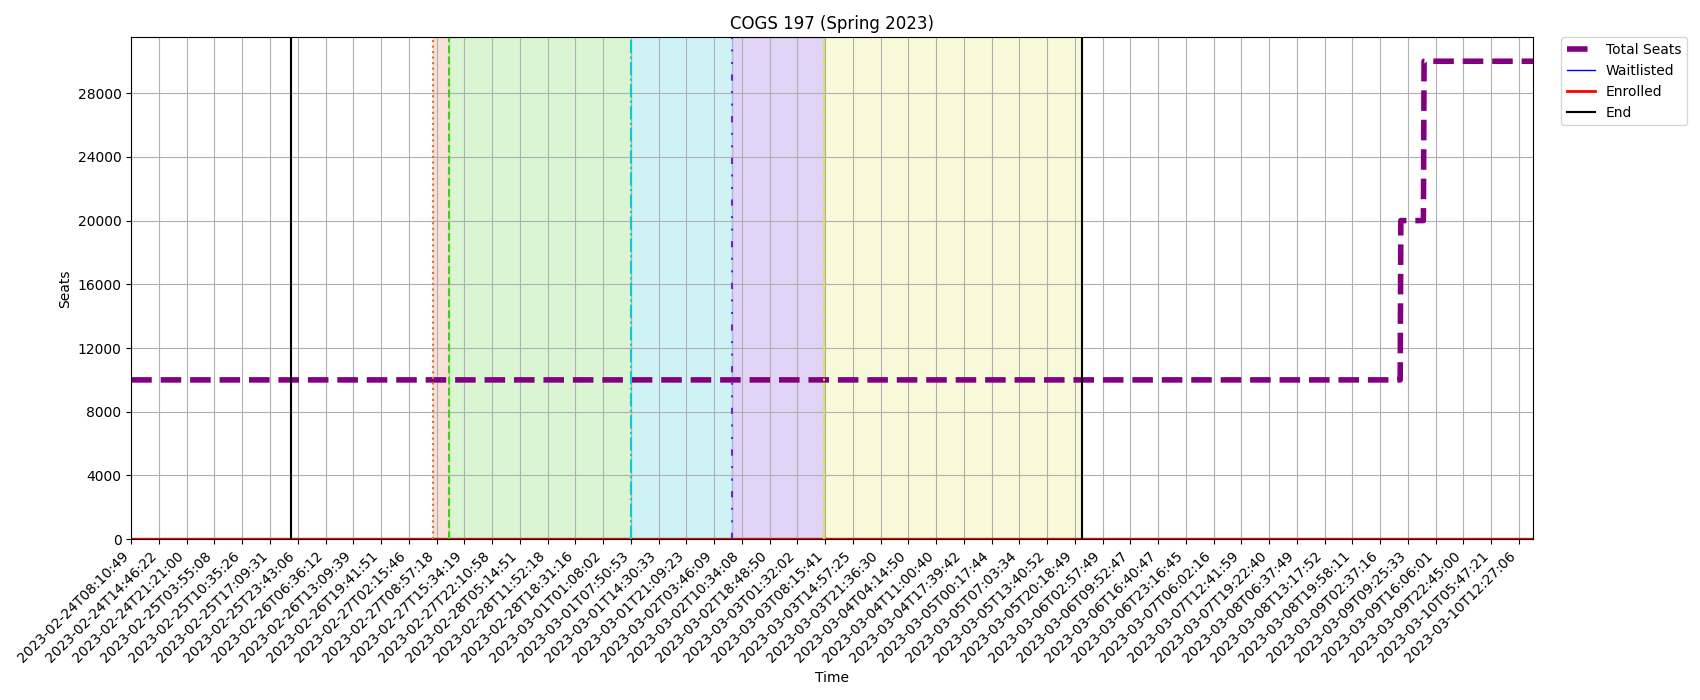 COGS 197 (Spring 2023)
Total Seats
Waitlisted
Enrolled
End
Seats
28000
24000
20000
16000
12000
8000
4000
0
2023-02-24T08:10:49
2023-02-24T14:46:22
2023-02-24T21:21:00
2023-02-25T03:55:08
2023-02-25T10:35:26
2023-02-25T17:09:31
2023-02-25T23:43:06
2023-02-26T06:36:12
2023-02-26T13:09:39
2023-02-26T19:41:51
2023-02-27T02:15:46
2023-02-27T08:57:18
2023-02-27T15:34:19
2023-02-27T22:10:58
2023-02-28T05:14:51
2023-02-28T11:52:18
2023-02-28T18:31:16
2023-03-01T01:08:02
2023-03-01T07:50:53
2023-03-01T14:30:33
2023-03-01T21:09:23
2023-03-02T03:46:09
2023-03-02T10:34:08
2023-03-02T18:48:50
2023-03-03T01:32:02
2023-03-03T08:15:41
2023-03-03T14:57:25
2023-03-03T21:36:30
2023-03-04T04:14:50
2023-03-04T11:00:40
2023-03-04T17:39:42
2023-03-05T00:17:44
2023-03-05T07:03:34
2023-03-05T13:40:52
2023-03-05T20:18:49
2023-03-06T02:57:49
2023-03-06T09:52:47
2023-03-06T16:40:47
2023-03-06T23:16:45
2023-03-07T06:02:16
2023-03-07T12:41:59
2023-03-07T19:22:40
2023-03-08T06:37:49
2023-03-08T13:17:52
2023-03-08T19:58:11
2023-03-09T02:37:16
2023-03-09T09:25:33
2023-03-09T16:06:01
2023-03-09T22:45:00
2023-03-10T05:47:21
2023-03-10T12:27:06
Time